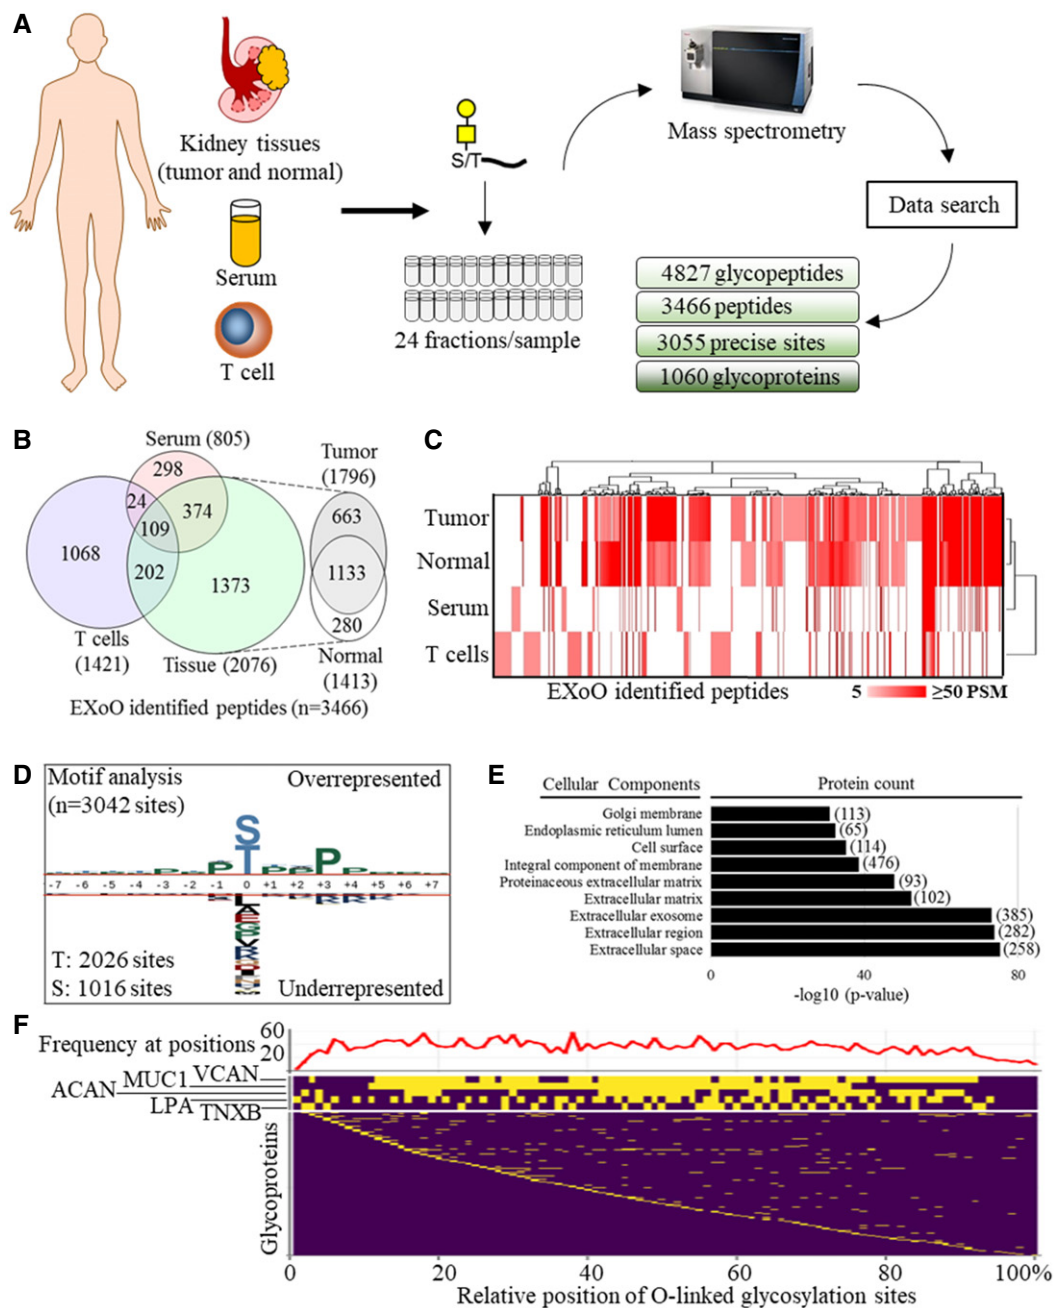 A
Kidney tissues
(tumor and normal)
Serum
T cell
S/T
24 fractions/sample
Mass spectrometry
Data search
4827 glycopeptides
3466 peptides
3055 precise sites
1060 glycoproteins
B
Serum (805)
298
24
374
109
1068
202
1373
T cells
(1421)
Tissue (2076)
Tumor
(1796)
663
1133
280
Normal
(1413)
EXoO identified peptides (n=3466)
C
Tumor
Normal
Serum
T cells
EXoO identified peptides
5 ≥50 PSM
D
Motif analysis
(n=3042 sites)
Overrepresented
S
T
P
P
-7 -6 -5 -4 -3 -2 -1 0 +1 +2 +3 +4 +5 +6 +7
T: 2026 sites
S: 1016 sites
Underrepresented
E
Cellular Components Protein count
Golgi membrane (113)
Endoplasmic reticulum lumen (65)
Cell surface (114)
Integral component of membrane (476)
Proteinaceous extracellular matrix (93)
Extracellular matrix (102)
Extracellular exosome (385)
Extracellular region (282)
Extracellular space (258)
0 40 80
-log10 (p-value)
F
Frequency at positions
60
20
VCAN
MUC1
ACAN
LPA
TNXB
Glycoproteins
0 20 40 60 80 100%
Relative position of O-linked glycosylation sites